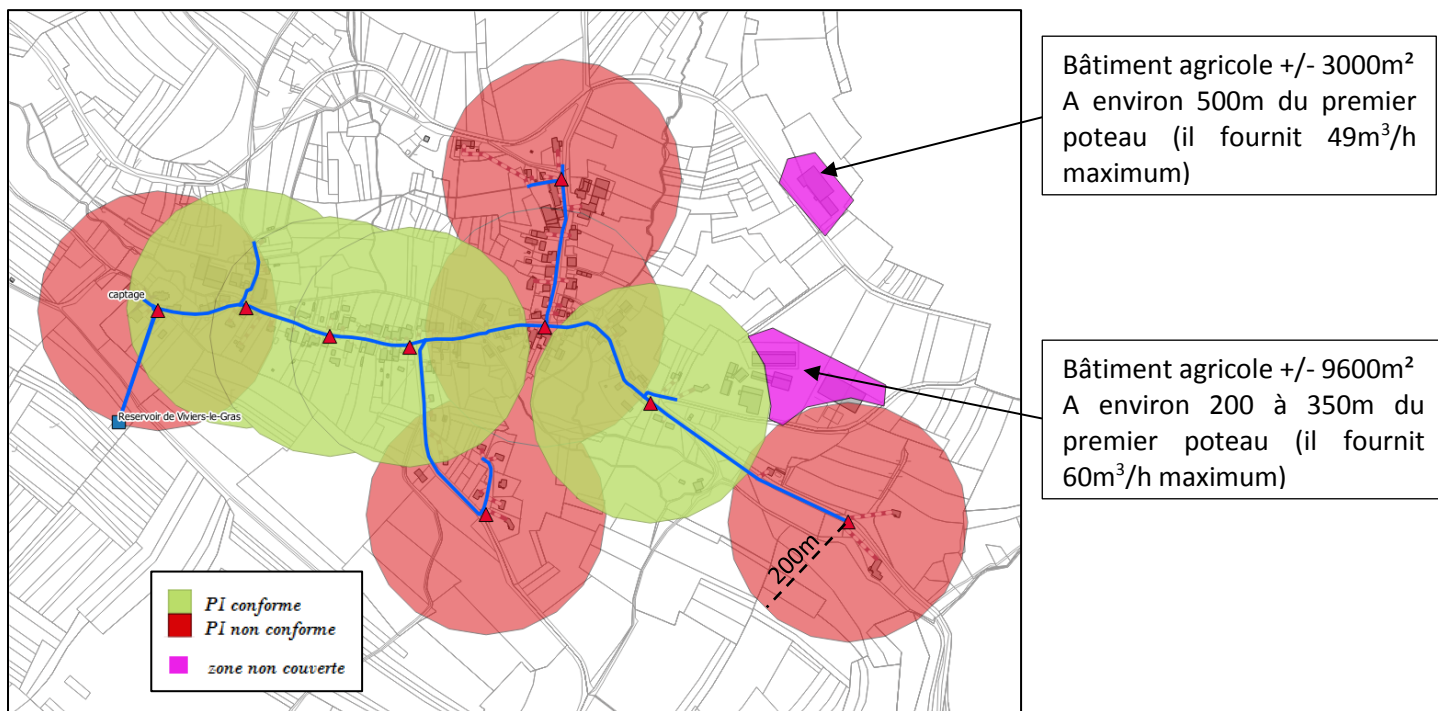 Bâtiment agricole +/- 3000m²
A environ 500m du premier
poteau (il fournit 49m³/h
maximum)
captage
Reservoir de Viviers-le-Gras
Bâtiment agricole +/- 9600m²
A environ 200 à 350m du
premier poteau (il fournit
60m³/h maximum)
200m
PI conforme
PI non conforme
zone non couverte